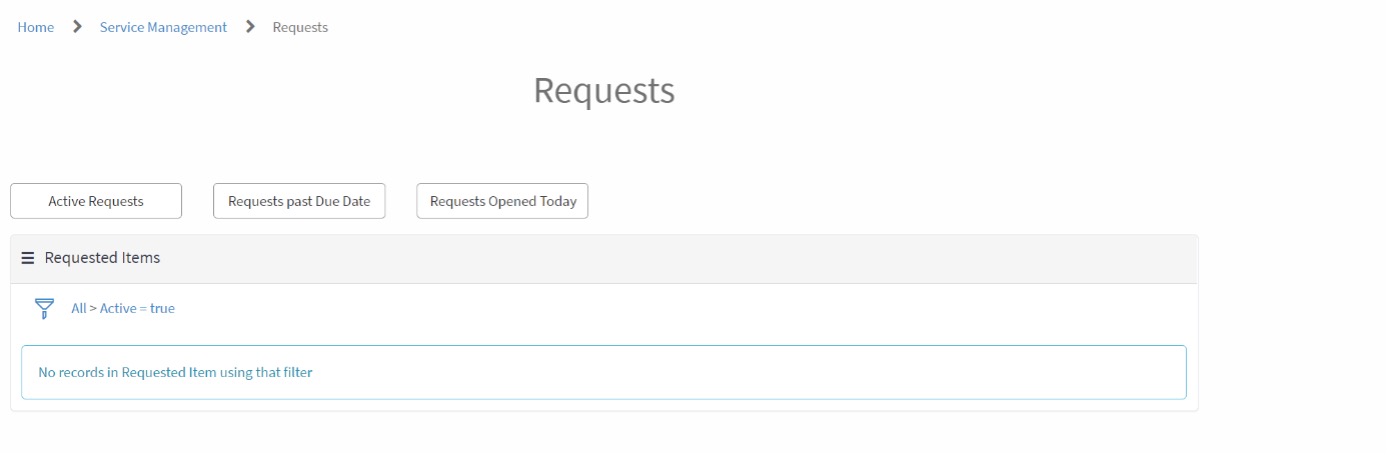 Home > Service Management > Requests
Requests
Active Requests Requests past Due Date Requests Opened Today
Requested Items
All > Active = true
No records in Requested Item using that filter